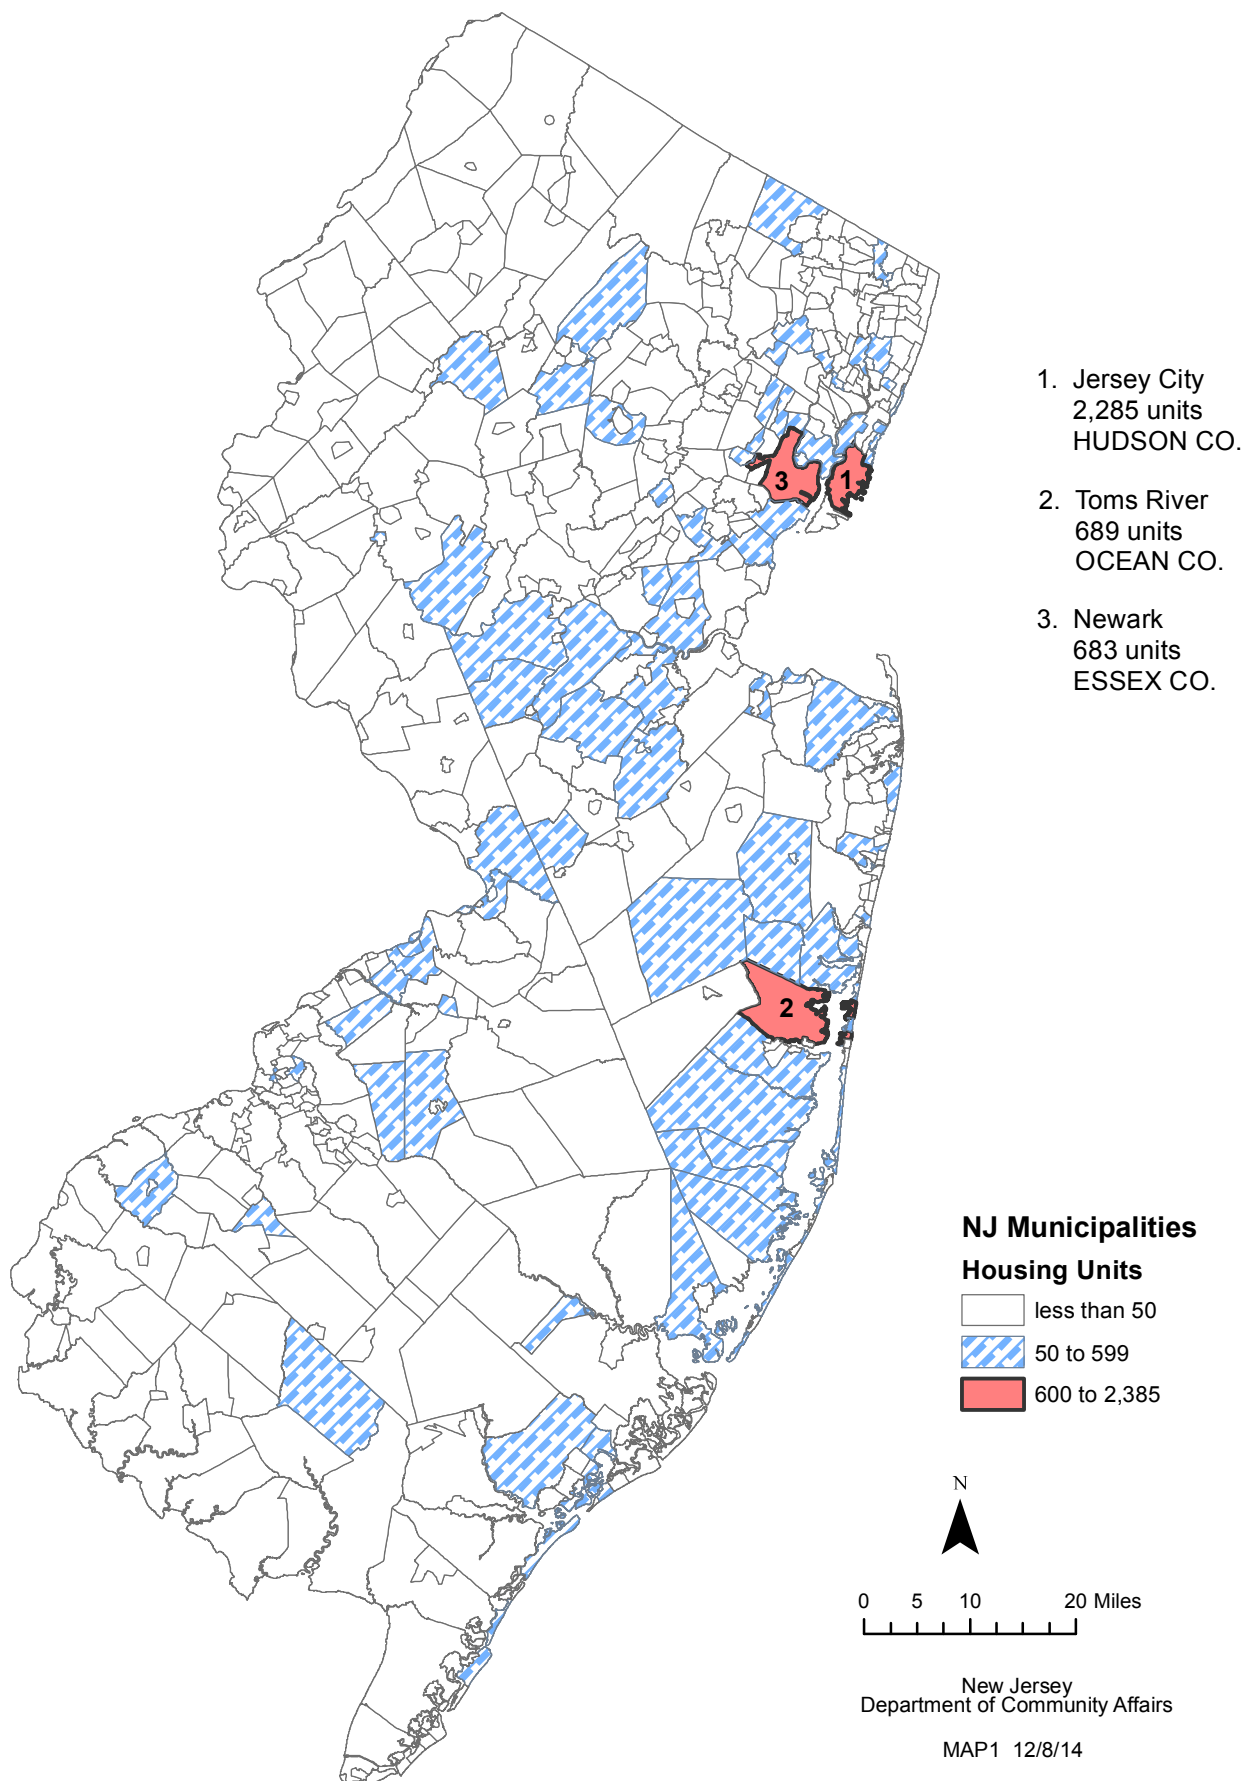 1. Jersey City
2,285 units
HUDSON CO.
2. Toms River
689 units
OCEAN CO.
3. Newark
683 units
ESSEX CO.
3
1
2
NJ Municipalities
Housing Units
less than 50
50 to 599
600 to 2,385
N
0 5 10 20 Miles
New Jersey
Department of Community Affairs
MAP1 12/8/14